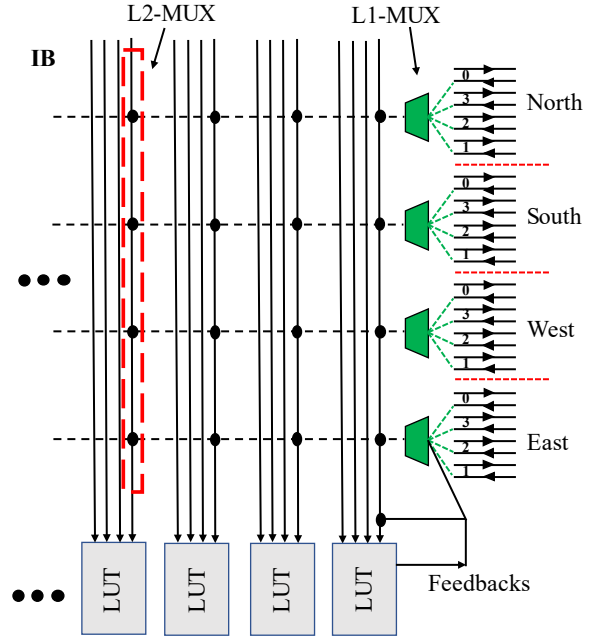 L2-MUX
L1-MUX
IB
0
3
2
1
North
0
3
2
1
South
0
3
2
1
West
0
3
2
1
East
LUT
LUT
LUT
LUT
Feedbacks